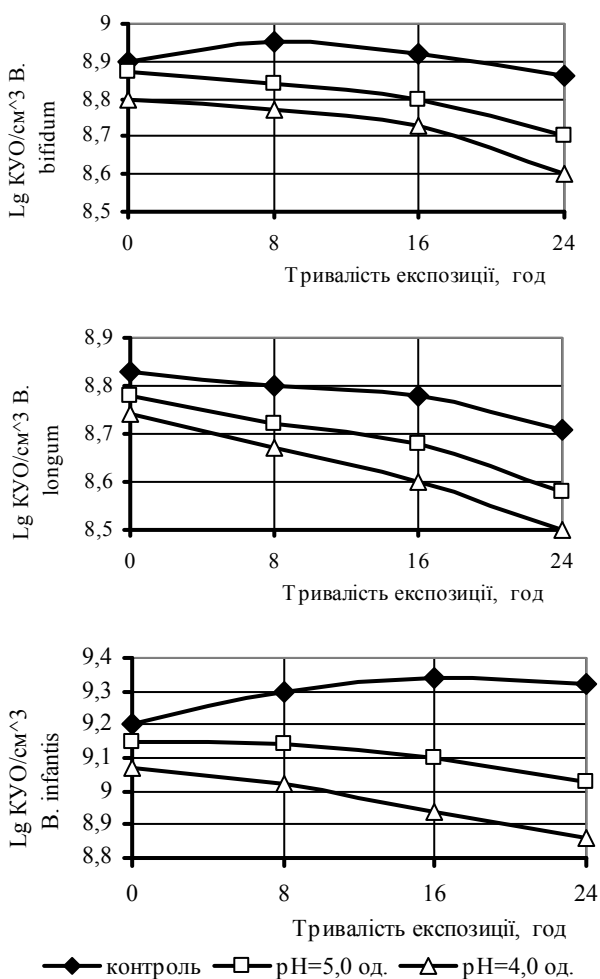 Lg КУО/см^3 В.
bifidum
9
8,9
8,8
8,7
8,6
8,5
0 8 16 24
Тривалість експозиції, год
Lg КУО/см^3 В.
longum
8,9
8,8
8,7
8,6
8,5
0 8 16 24
Тривалість експозиції, год
Lg КУО/см^3
B. infantis
9,4
9,3
9,2
9,1
9
8,9
8,8
0 8 16 24
Тривалість експозиції, год
контроль рН=5,0 од. рН=4,0 од.